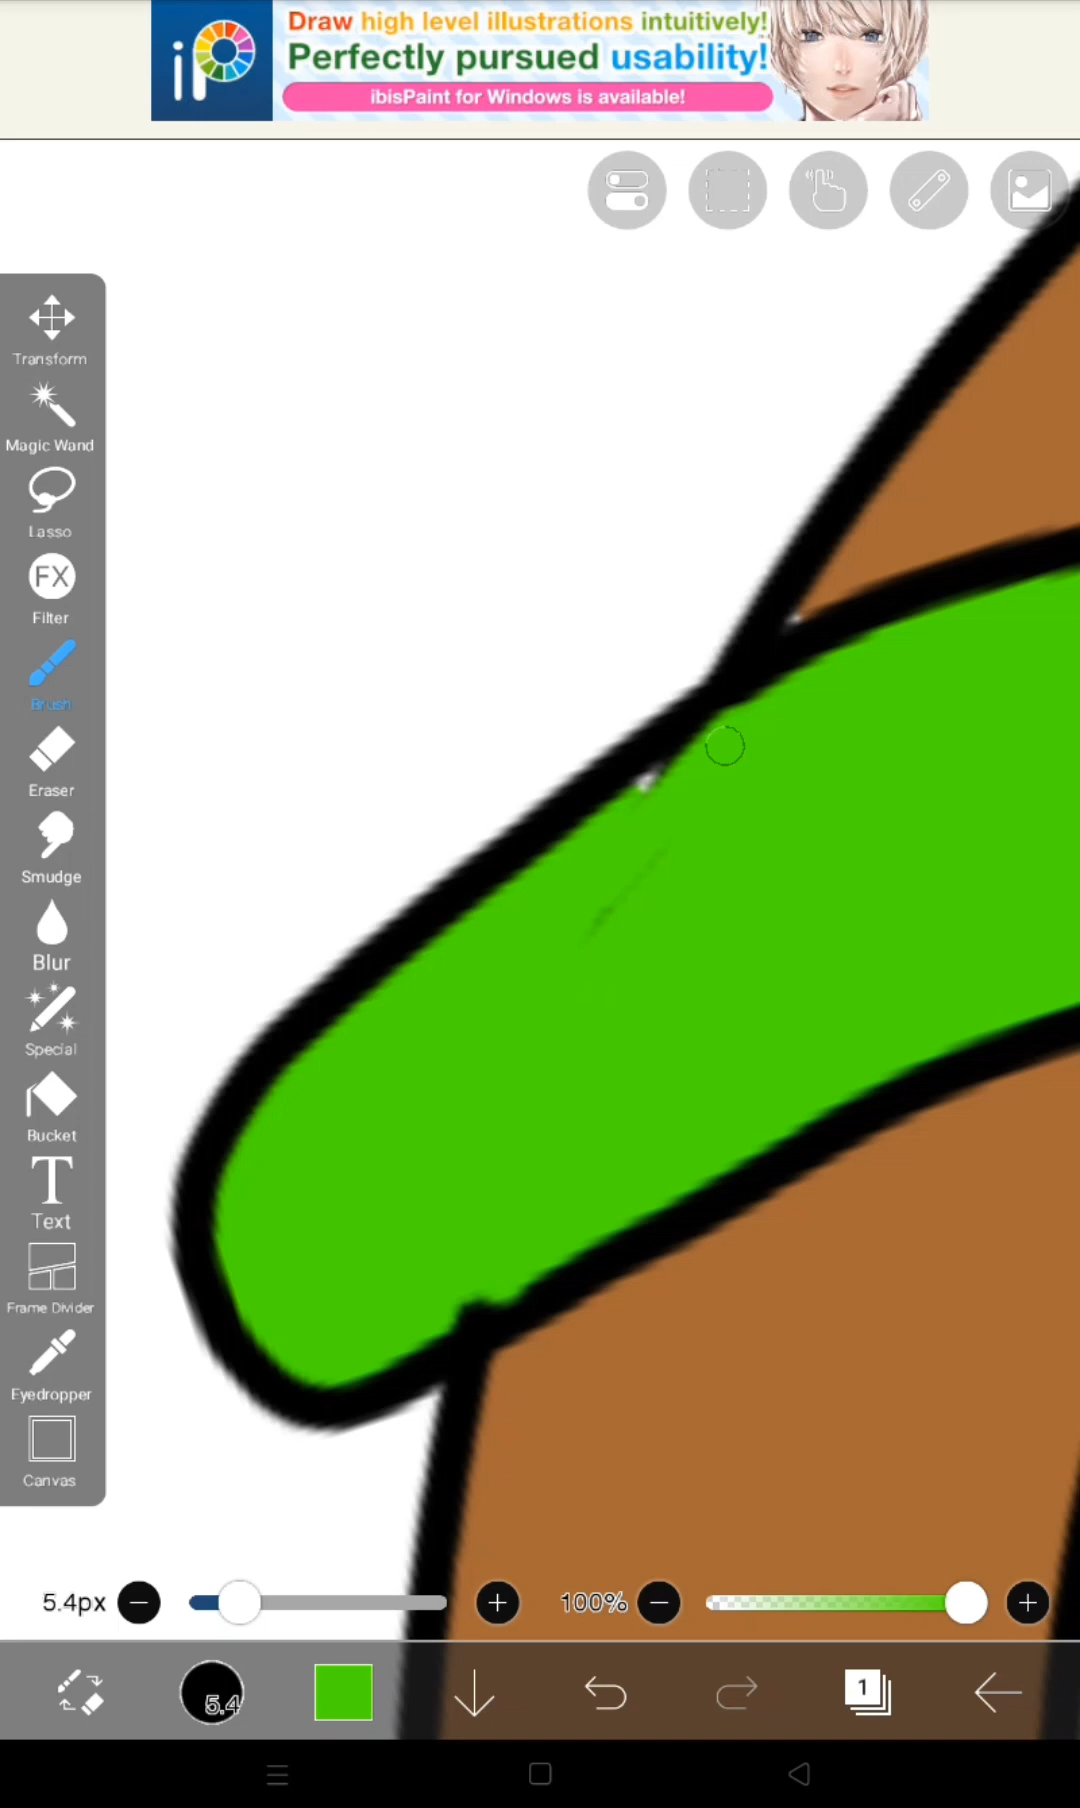 iP
Draw high level illustrations intuitively!
Perfectly pursued usability!
ibisPaint for Windows is available!
Transform
Magic Wand
Lasso
FX
Filter
Brush
Eraser
Smudge
Blur
Special
Bucket
T
Text
Frame Divider
Eyedropper
Canvas
5.4px
100%
5.4
1